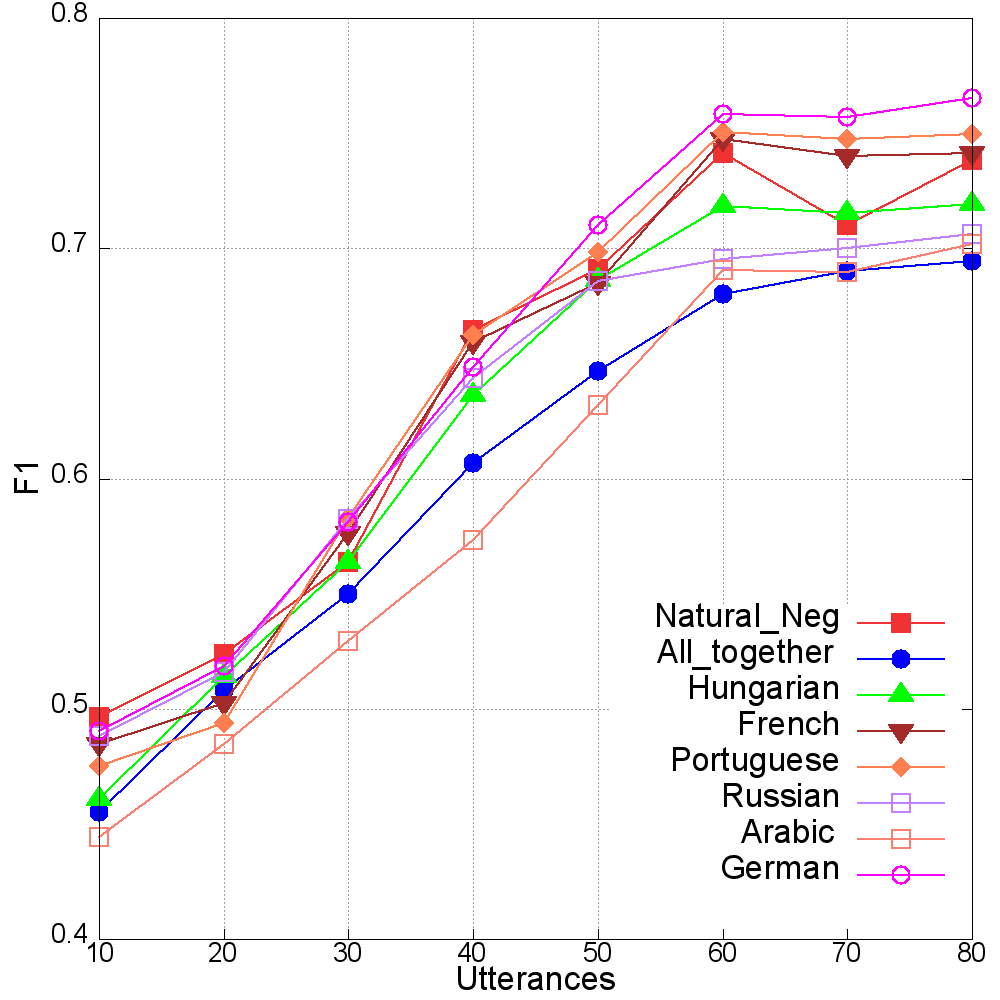 0.8
0.7
0.6
F1
0.5
0.4
Natural_Neg
All_together
Hungarian
French
Portuguese
Russian
Arabic
German
10 20 30 40 50 60 70 80
Utterances